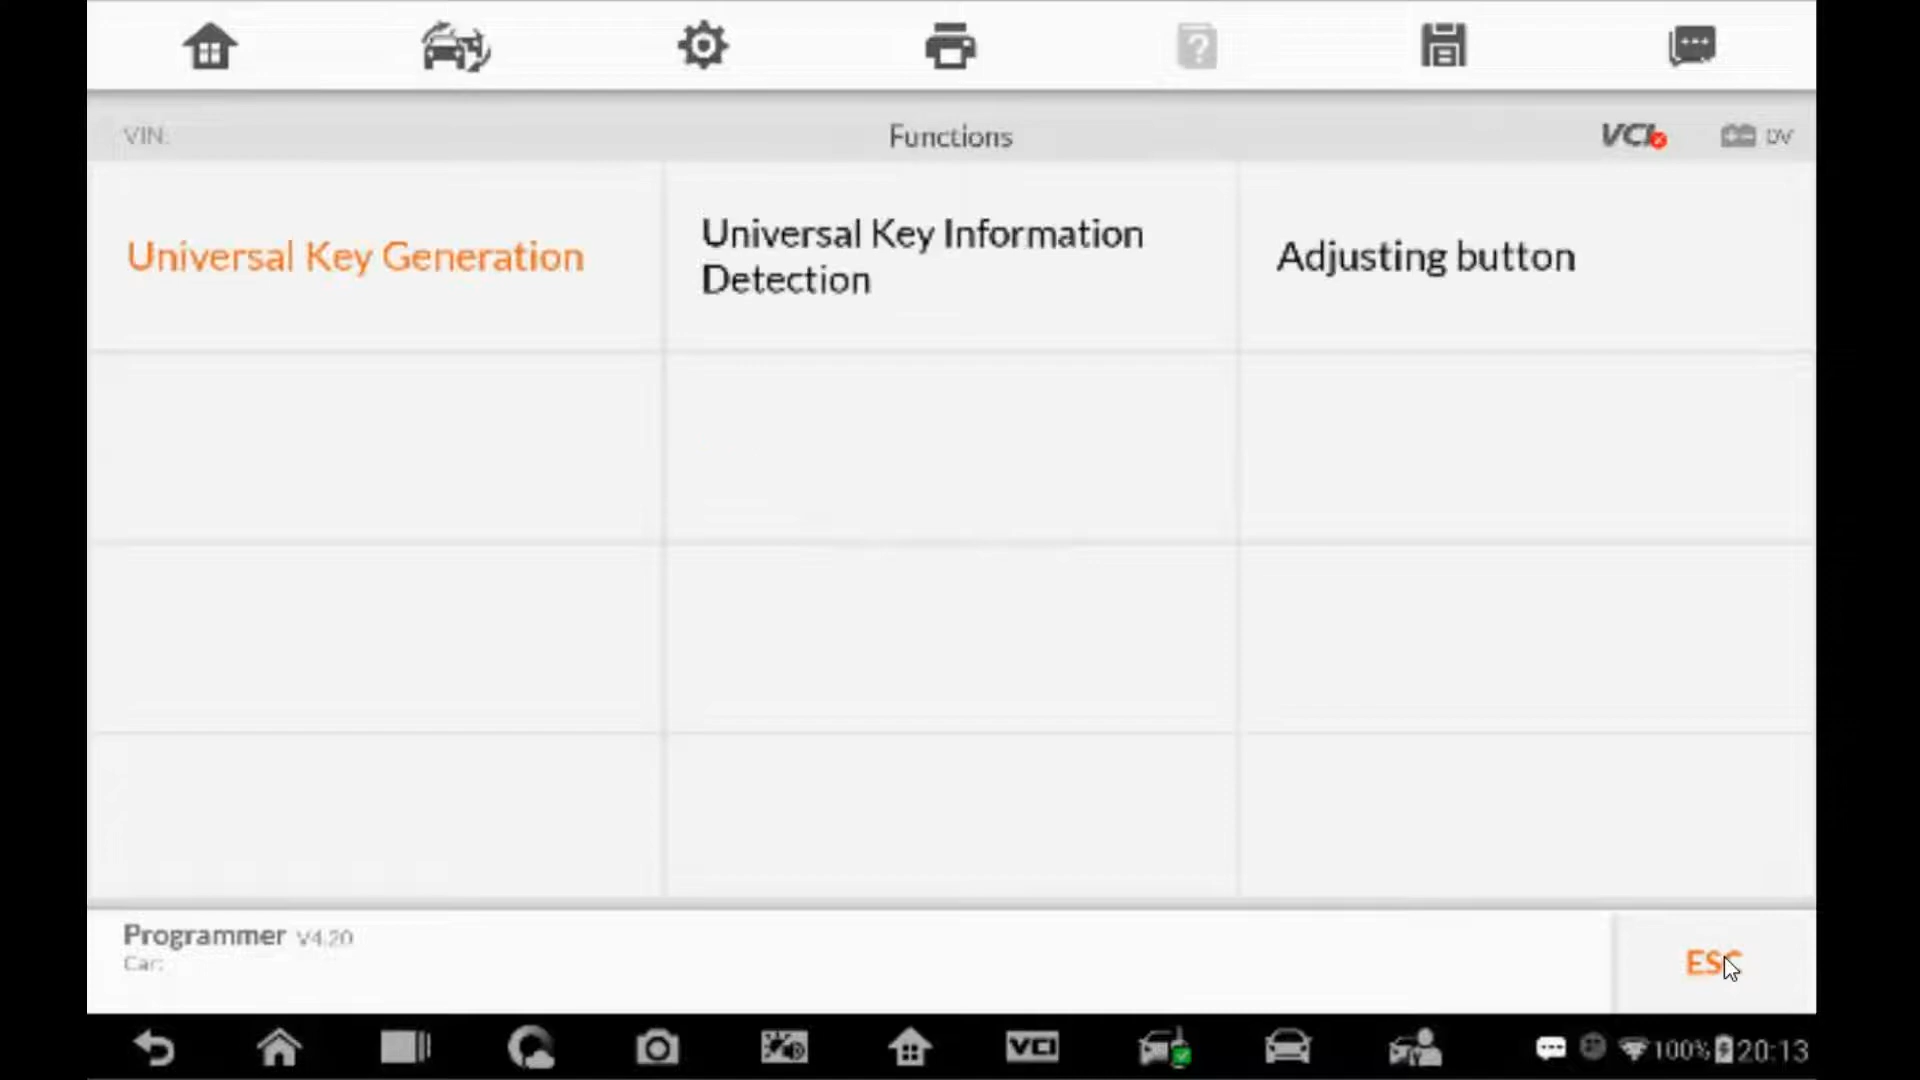 VIN:
Functions
VCI
0V
Universal Key Generation
Universal Key Information
Detection
Adjusting button
Programmer V4.20
Car:
ESC
VCI
100%
20:13